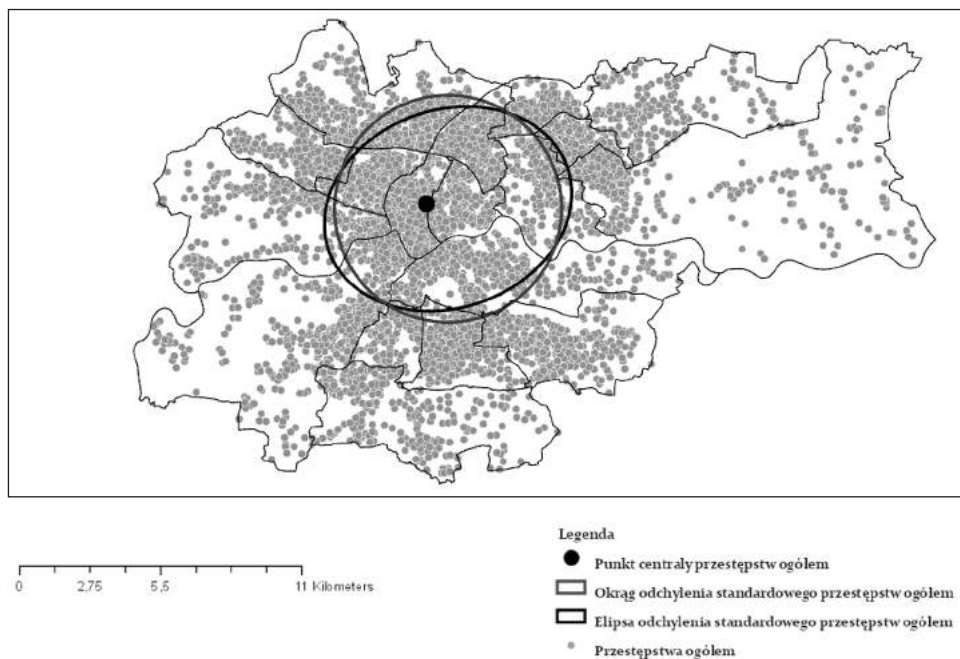 0 2,75 5,5 11 Kilometers
Legenda
Punkt centraly przestępstw ogółem
Okrąg odchylenia standardowego przestępstw ogółem
Elipsa odchylenia standardowego przestępstw ogółem
Przestępstwa ogółem